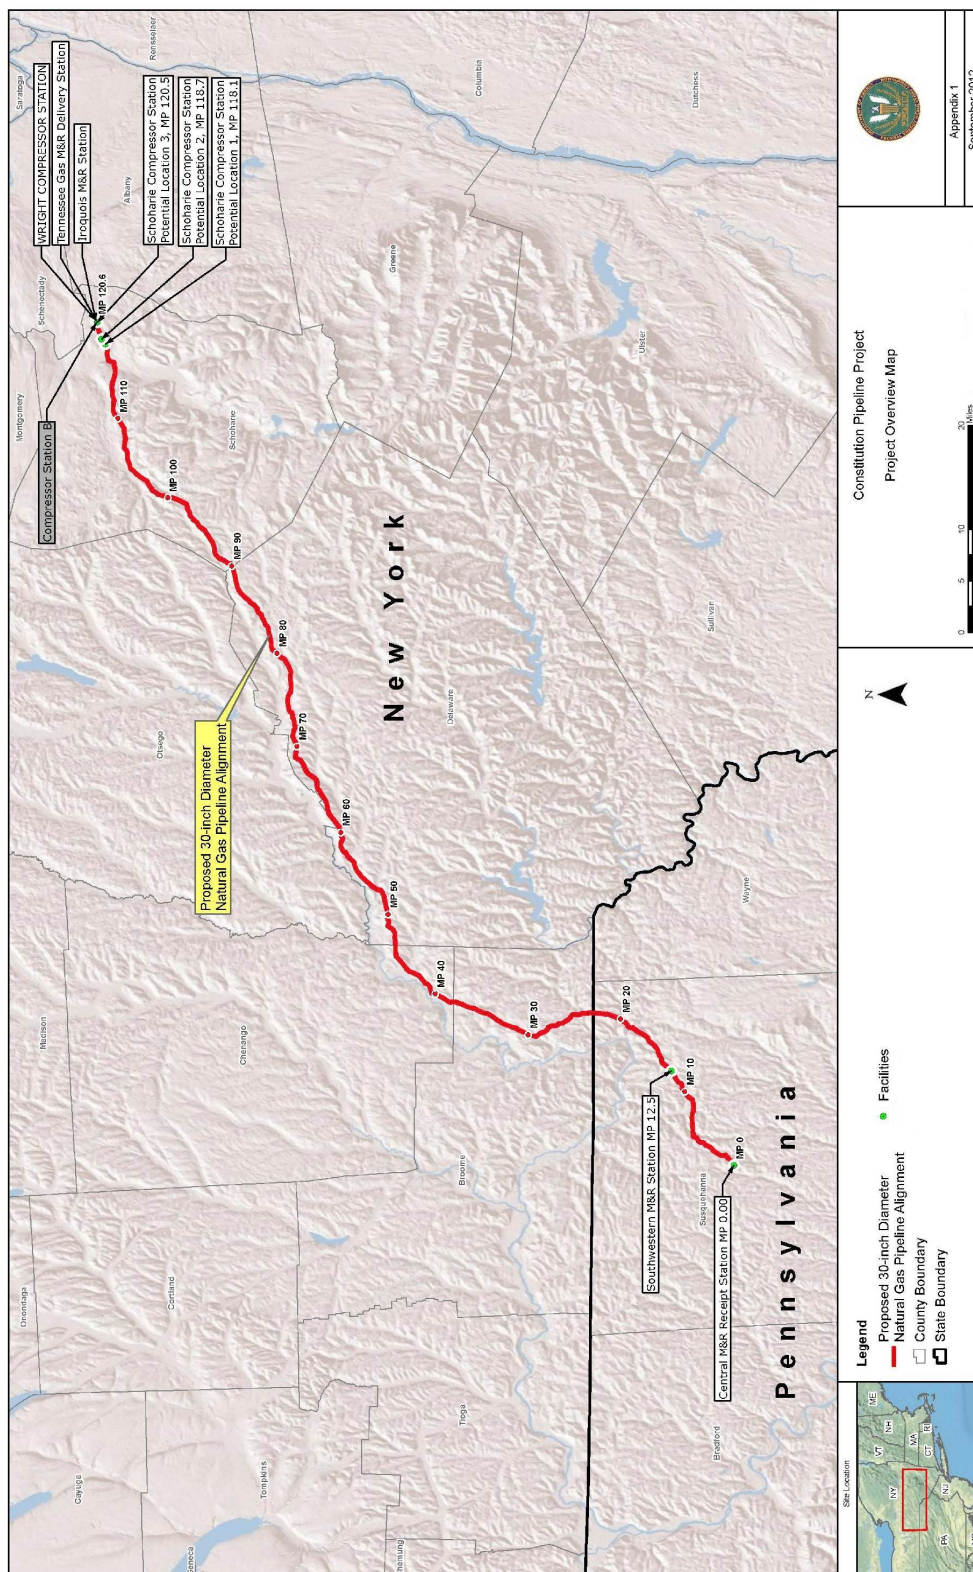 Saratoga
Rensselaer
Montgomery
Schenectady
Albany
Columbia
Dutchess
Greene
Ulster
Schoharie
Otsego
Delaware
Sullivan
Madison
Chenango
Broome
Wayne
Susquehanna
Onondaga
Cortland
Tioga
Bradford
Cayuga
Tompkins
Seneca
hemung
New York
Pennsylvania
WRIGHT COMPRESSOR STATION
Tennessee Gas M&R Delivery Station
Iroquois M&R Station
Schoharie Compressor Station
Potential Location 3, MP 120.5
Schoharie Compressor Station
Potential Location 2, MP 118.7
Schoharie Compressor Station
Potential Location 1, MP 118.1
Compressor Station B
Proposed 30-inch Diameter
Natural Gas Pipeline Alignment
Southwestern M&R Station MP 12.5
Central M&R Receipt Station MP 0.00
MP 120.6
MP 110
MP 100
MP 90
MP 80
MP 70
MP 60
MP 50
MP 40
MP 30
MP 20
MP 10
MP 0
Site Location
ME
VT
NH
NY
MA
CT
RI
PA
NJ
Legend
Proposed 30-inch Diameter
Natural Gas Pipeline Alignment
County Boundary
State Boundary
Facilities
N
Constitution Pipeline Project
Project Overview Map
0
5
10
20
Miles
Appendix 1
September 2012